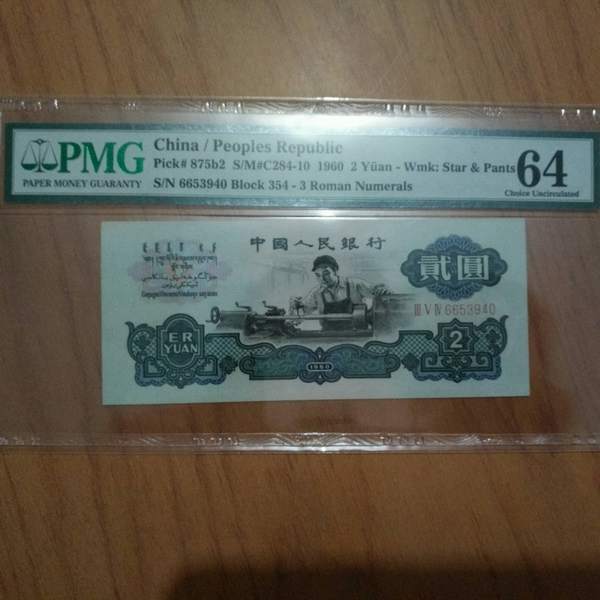 PMG
PAPER MONEY GUARANTY
China / Peoples Republic
Pick# 875b2 S/M#C284-10 1960 2 Yüan - Wmk: Star & Pants
S/N 6653940 Block 354 - 3 Roman Numerals
64
Choice Uncirculated
中國人民銀行
貳圓
III V IV 6653940
ER
YUAN
1960
2